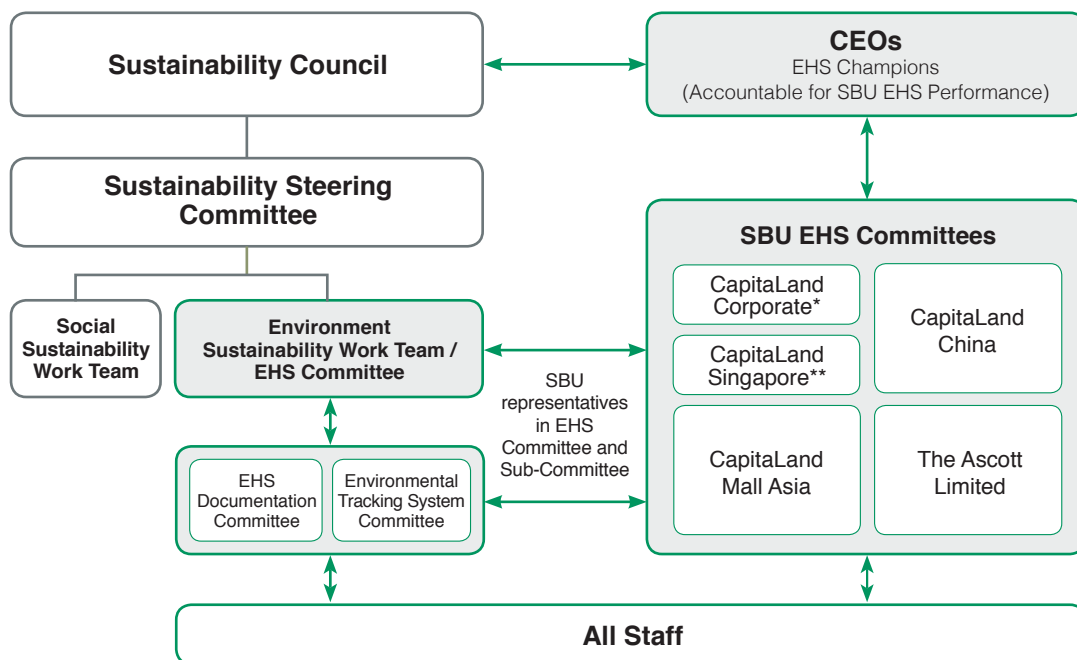 Sustainability Council
CEOs
EHS Champions
(Accountable for SBU EHS Performance)
Sustainability Steering
Committee
SBU EHS Committees
CapitaLand
Corporate*
CapitaLand
China
CapitaLand
Singapore**
CapitaLand
Mall Asia
The Ascott
Limited
Social
Sustainability
Work Team
Environment
Sustainability Work Team /
EHS Committee
SBU
representatives
in EHS
Committee and
Sub-Committee
EHS
Documentation
Committee
Environmental
Tracking System
Committee
All Staff